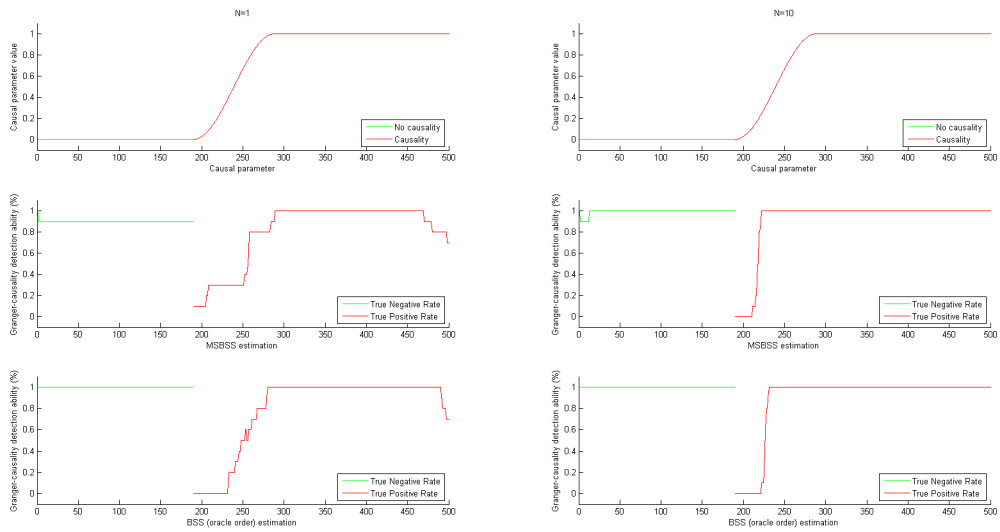 N=1
Causal parameter value
1
0.8
0.6
0.4
0.2
0
0 50 100 150 200 250 300 350 400 450 500
Causal parameter
No causality
Causality
N=10
Causal parameter value
1
0.8
0.6
0.4
0.2
0
0 50 100 150 200 250 300 350 400 450 500
Causal parameter
No causality
Causality
Granger-causality detection ability (%)
1
0.8
0.6
0.4
0.2
0
0 50 100 150 200 250 300 350 400 450 500
MSBSS estimation
True Negative Rate
True Positive Rate
Granger-causality detection ability (%)
1
0.8
0.6
0.4
0.2
0
0 50 100 150 200 250 300 350 400 450 500
MSBSS estimation
True Negative Rate
True Positive Rate
Granger-causality detection ability (%)
1
0.8
0.6
0.4
0.2
0
0 50 100 150 200 250 300 350 400 450 500
BSS (oracle order) estimation
True Negative Rate
True Positive Rate
Granger-causality detection ability (%)
1
0.8
0.6
0.4
0.2
0
0 50 100 150 200 250 300 350 400 450 500
BSS (oracle order) estimation
True Negative Rate
True Positive Rate